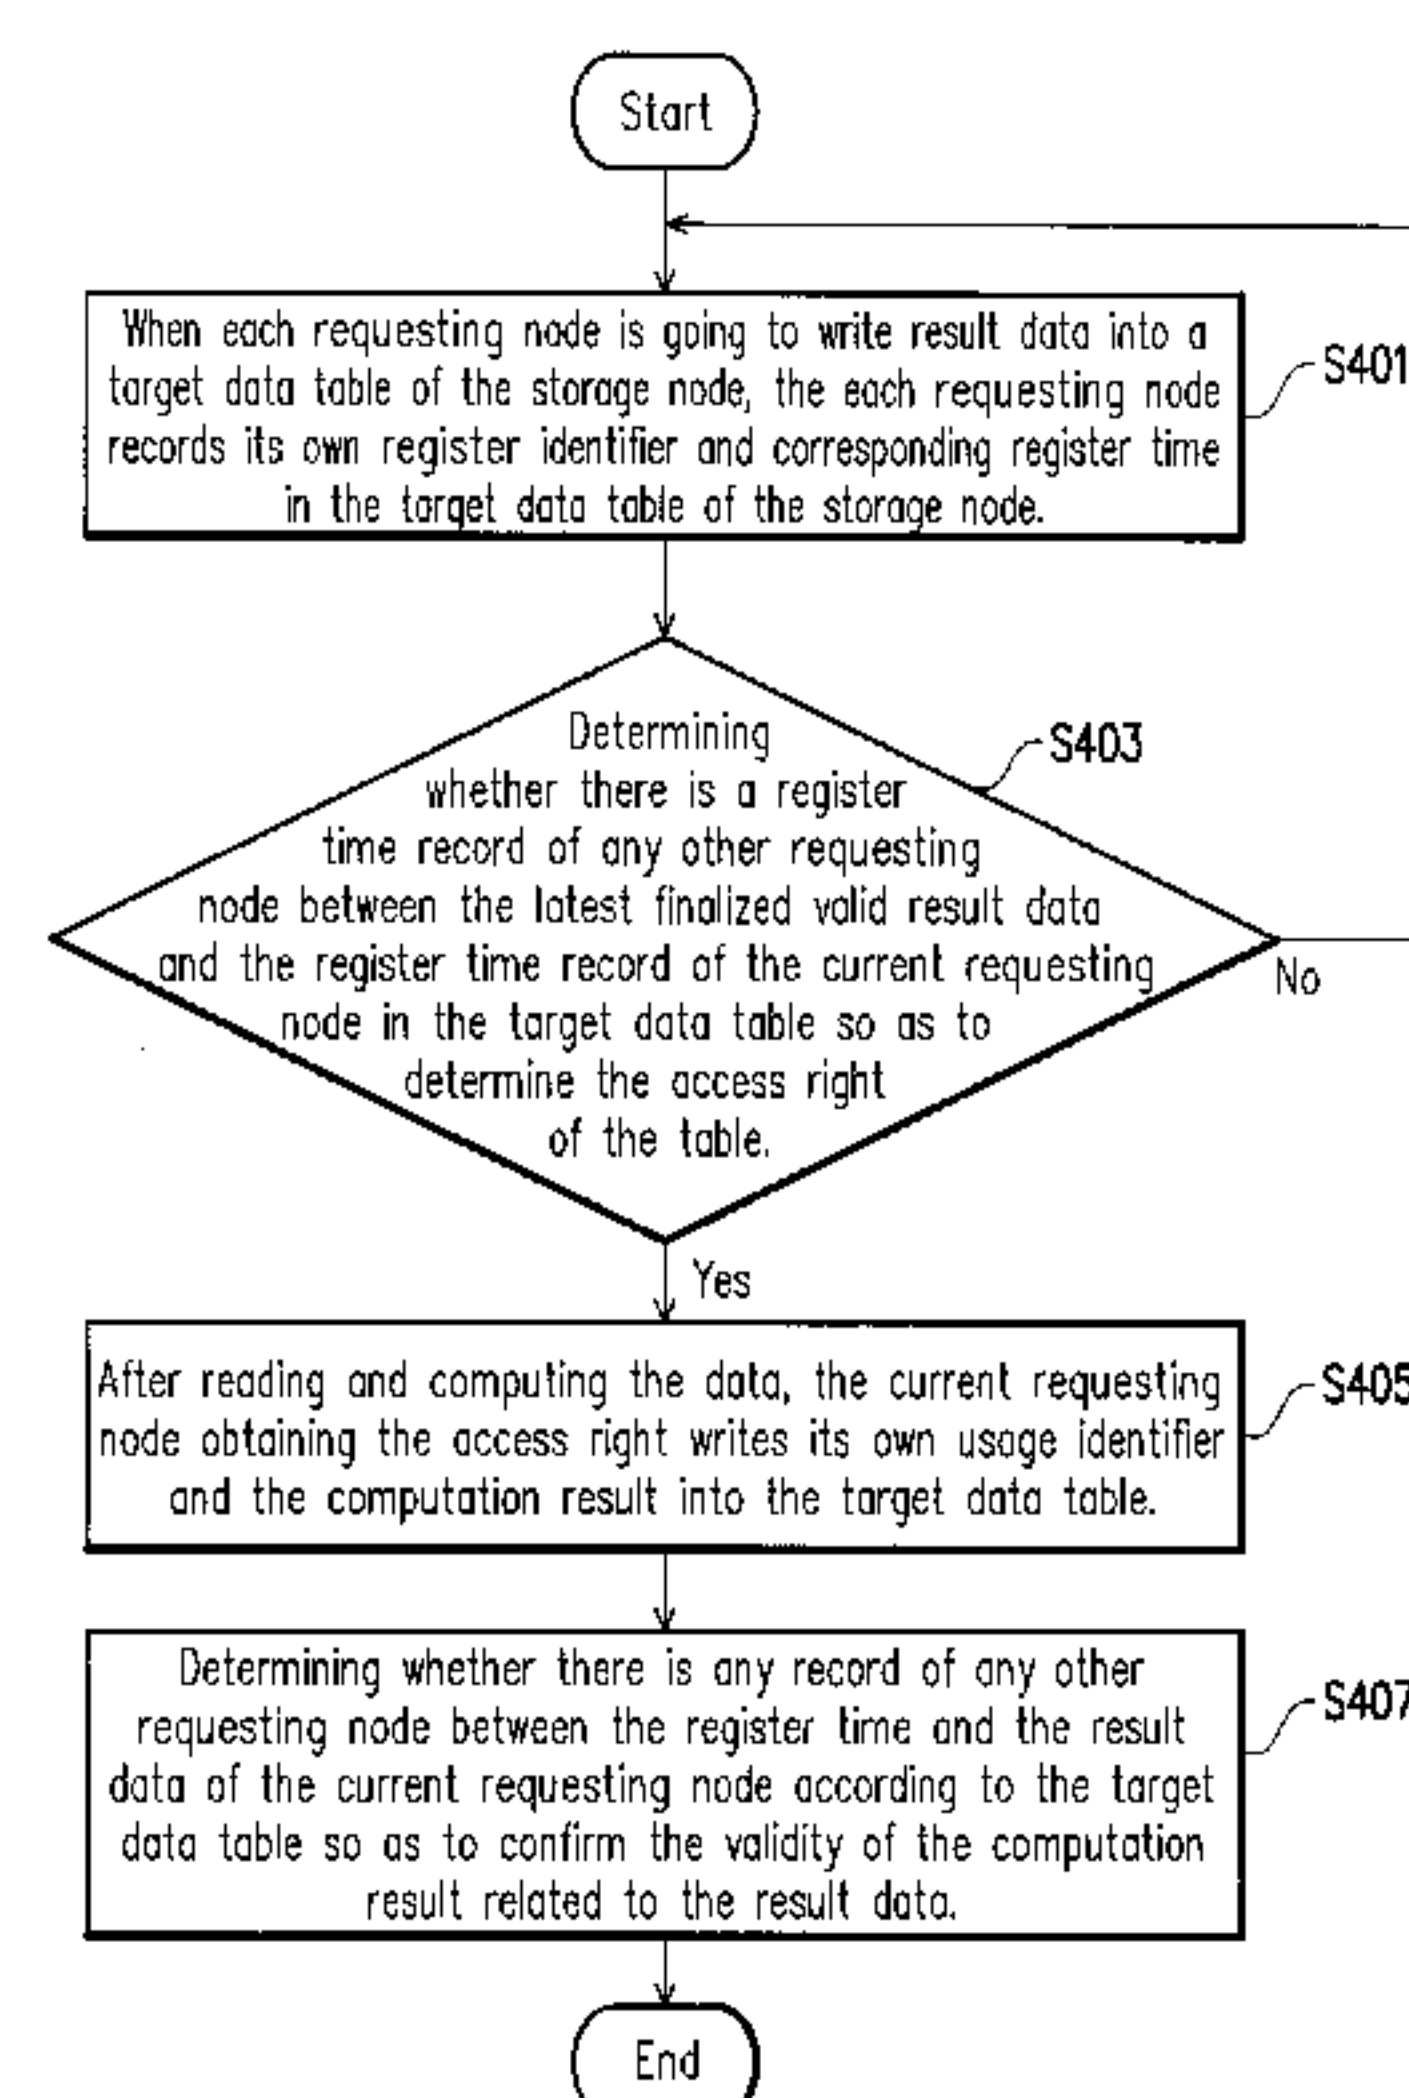 Start
When each requesting node is going to write result data into a
target data table of the storage node, the each requesting node
records its own register identifier and corresponding register time
in the target data table of the storage node.
S401
Determining
whether there is a register
time record of any other requesting
node between the latest finalized valid result data
and the register time record of the current requesting
node in the target data table so as to
determine the access right
of the table.
S403
No
Yes
After reading and computing the data, the current requesting
node obtaining the access right writes its own usage identifier
and the computation result into the target data table.
S405
Determining whether there is any record of any other
requesting node between the register time and the result
data of the current requesting node according to the target
data table so as to confirm the validity of the computation
result related to the result data.
S407
End